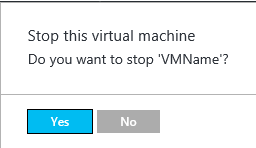 Stop this virtual machine
Do you want to stop 'VMName'?
Yes
No